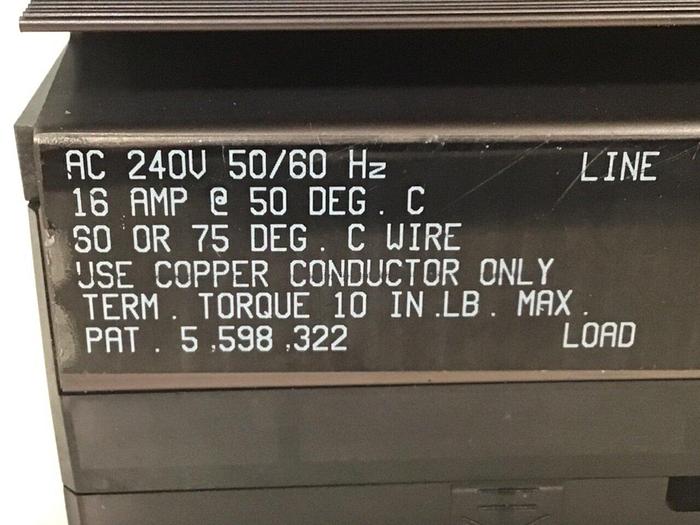 AC 240V 50/60 Hz LINE
16 AMP @ 50 DEG. C
60 OR 75 DEG. C WIRE
USE COPPER CONDUCTOR ONLY
TERM. TORQUE 10 IN.LB. MAX.
PAT. 5,598,322 LOAD